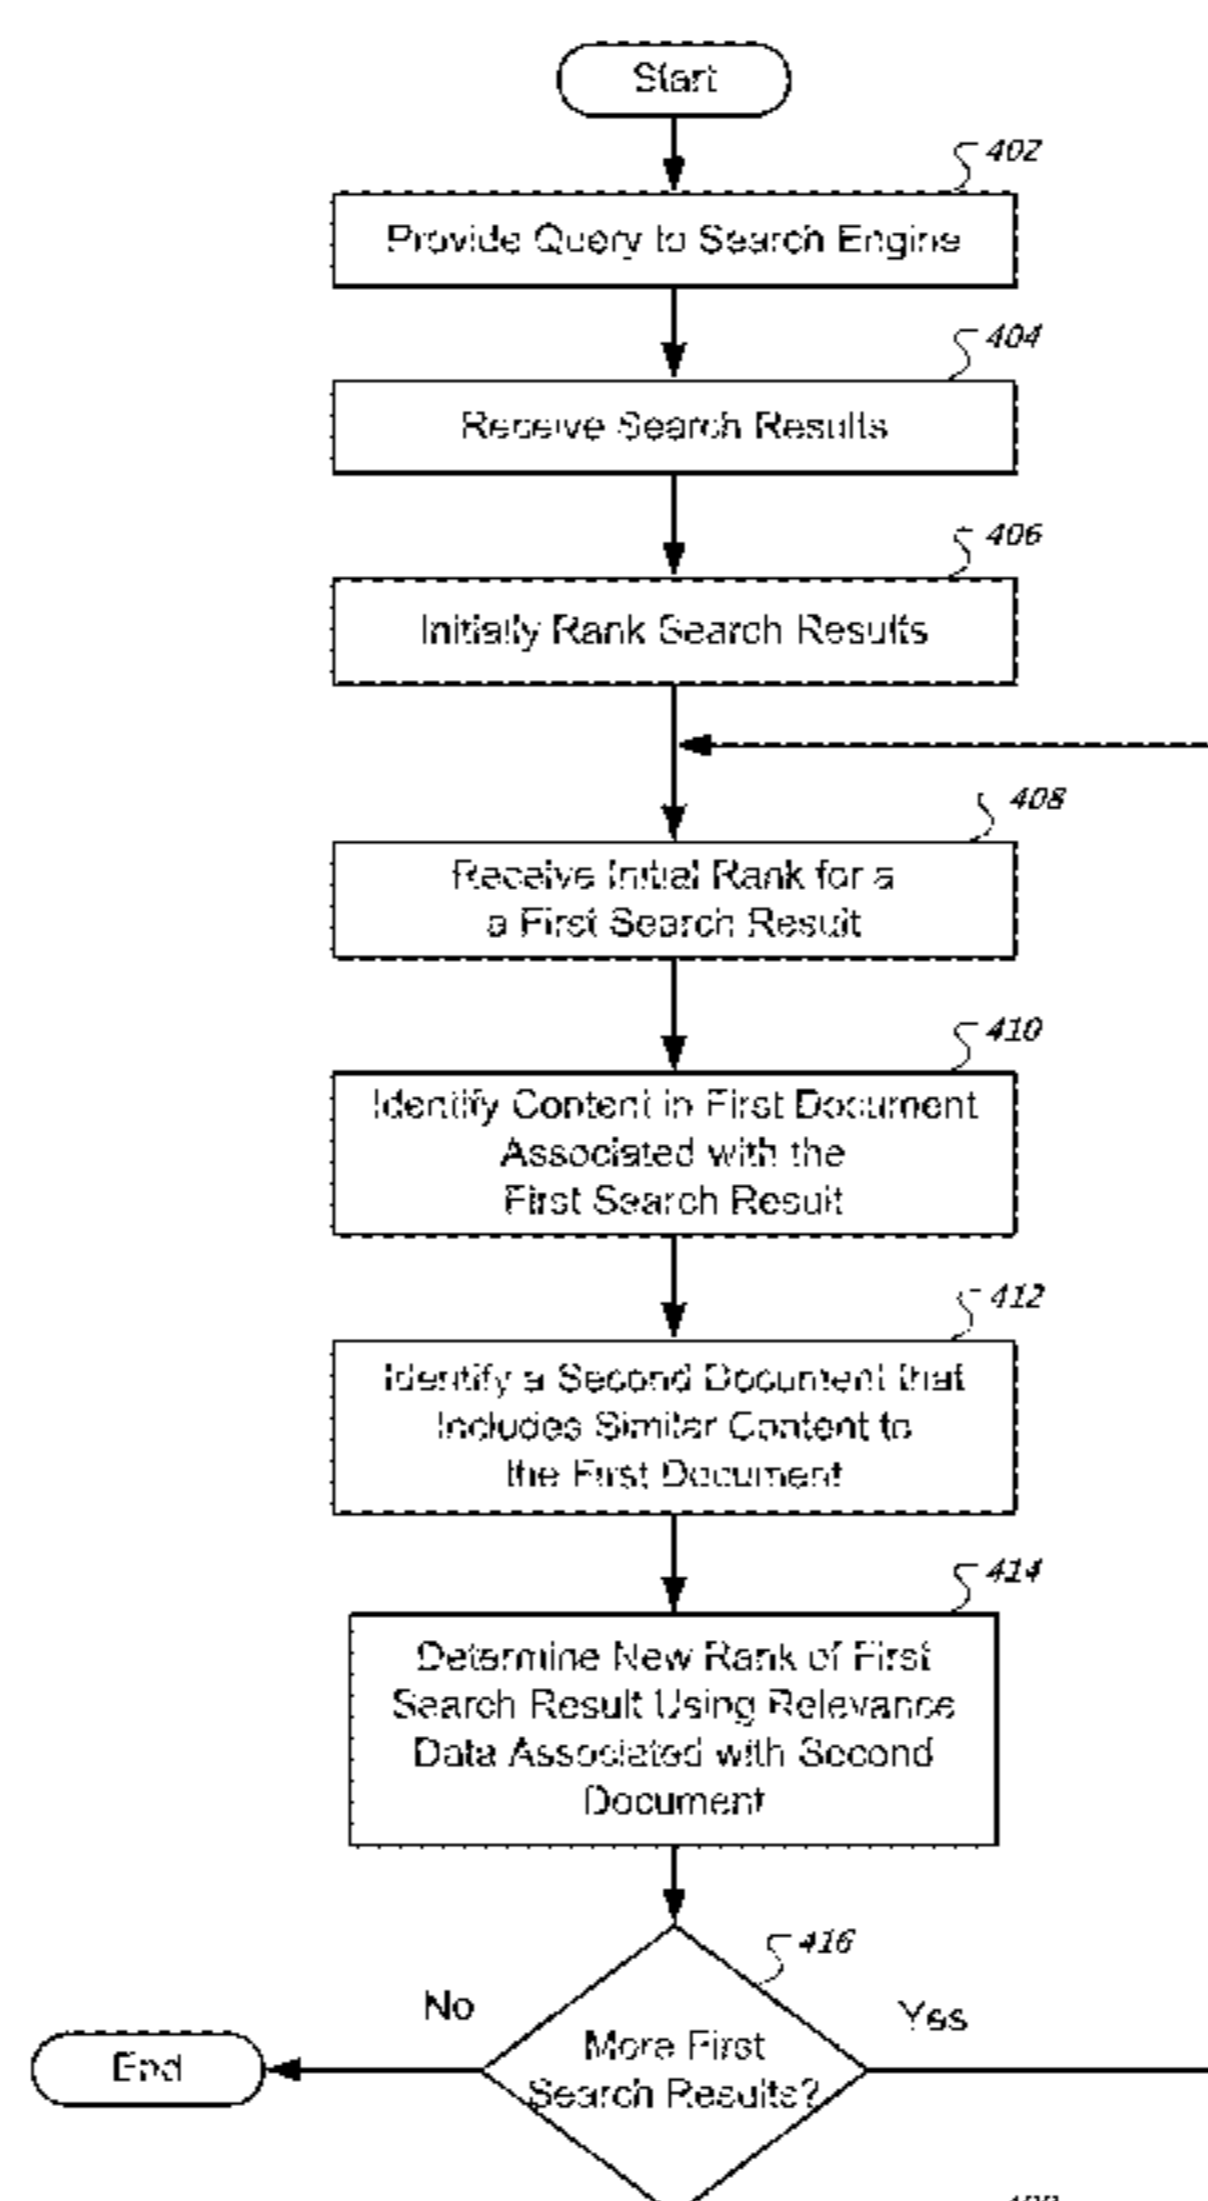 Start
402
Provide Query to Search Engine
404
Receive Search Results
406
Initially Rank Search Results
408
Receive Initial Rank for a
a First Search Result
410
Identify Content in First Document
Associated with the
First Search Result
412
Identify a Second Document that
Includes Similar Content to
the First Document
414
Determine New Rank of First
Search Result Using Relevance
Data Associated with Second
Document
416
No
Yes
More First
Search Results?
End